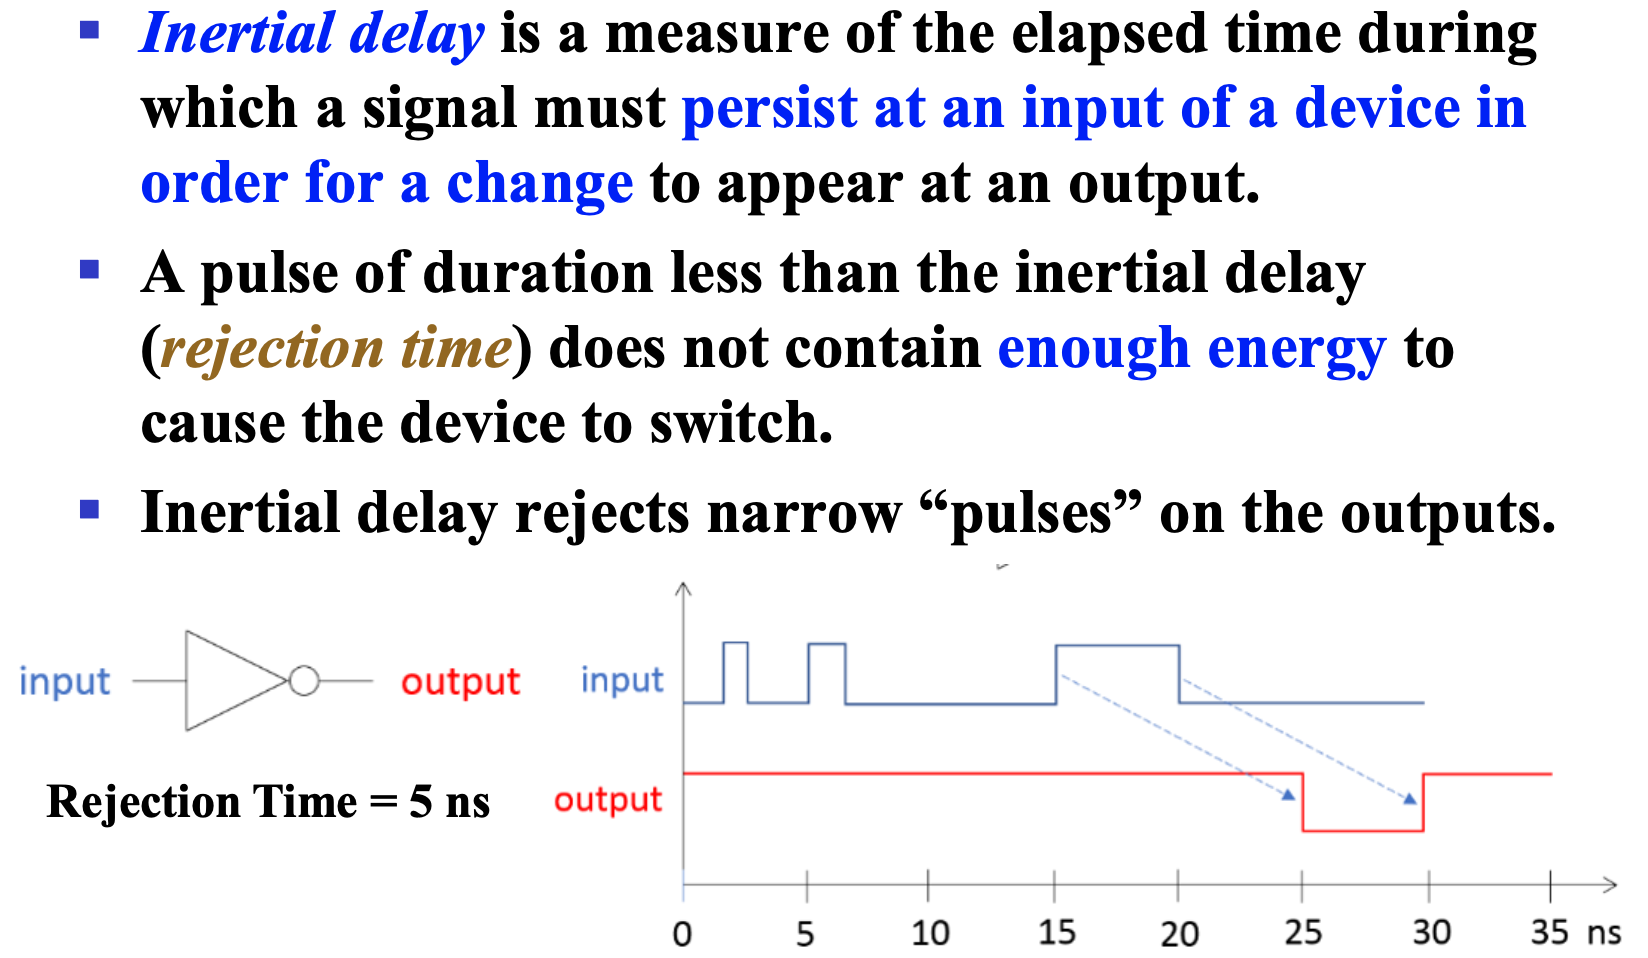 Inertial delay is a measure of the elapsed time during
which a signal must persist at an input of a device in
order for a change to appear at an output.
A pulse of duration less than the inertial delay
(rejection time) does not contain enough energy to
cause the device to switch.
Inertial delay rejects narrow “pulses” on the outputs.
input
output
input
Rejection Time = 5 ns
output
0 5 10 15 20 25 30 35 ns